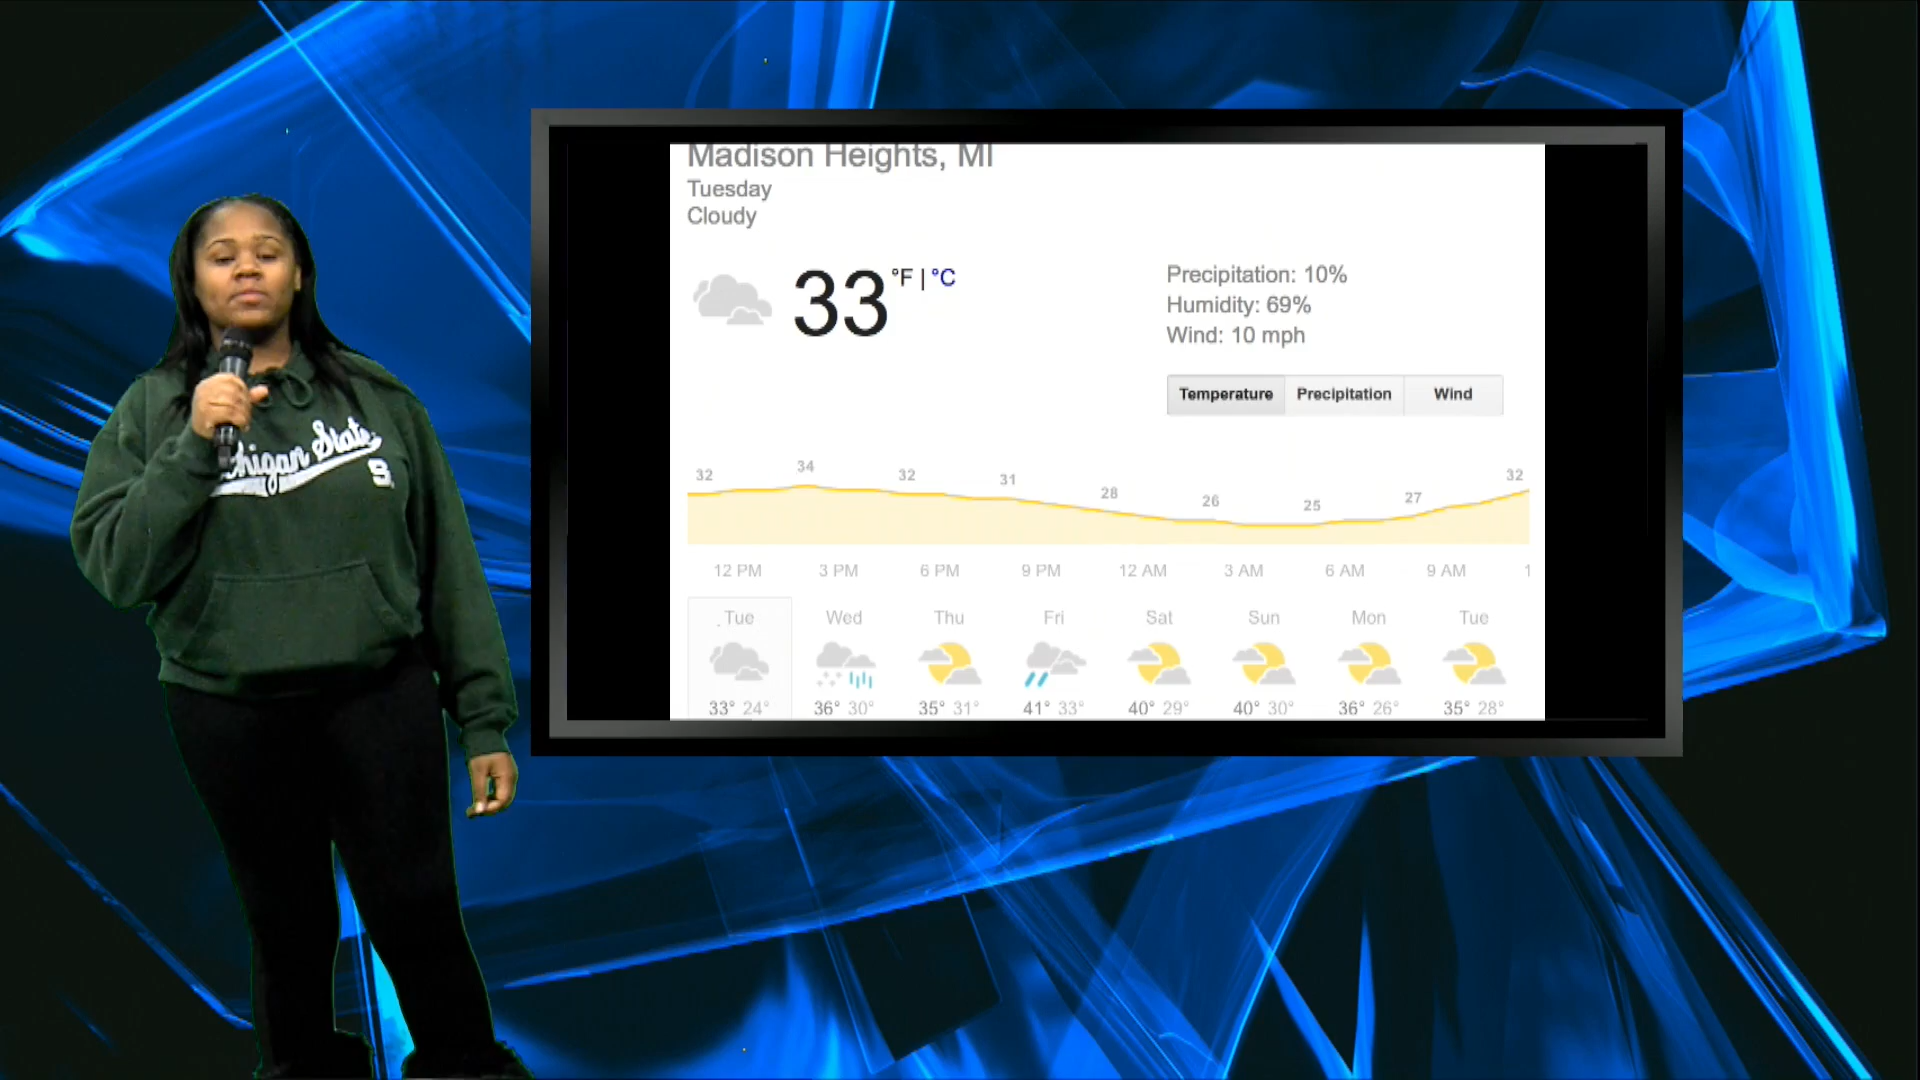 Madison Heights, MI
Tuesday
Cloudy
33 °F | °C
Precipitation: 10%
Humidity: 69%
Wind: 10 mph
Temperature Precipitation Wind
32 34 32 31 28 26 25 27 32
12 PM 3 PM 6 PM 9 PM 12 AM 3 AM 6 AM 9 AM 1
Tue Wed Thu Fri Sat Sun Mon Tue
33° 24° 36° 30° 35° 31° 41° 33° 40° 29° 40° 30° 36° 26° 35° 28°
higan State
S